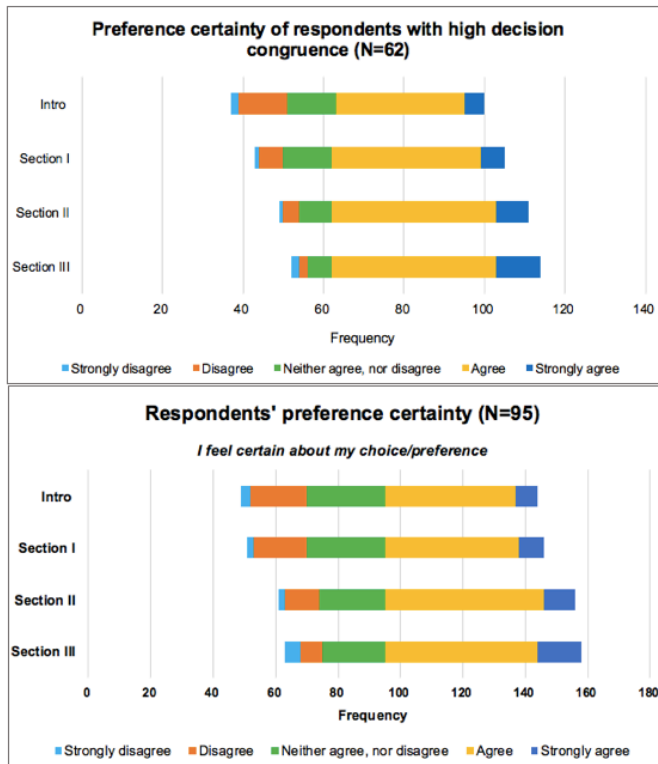 Preference certainty of respondents with high decision
congruence (N=62)
Intro
Section I
Section II
Section III
0 20 40 60 80 100 120 140
Frequency
Strongly disagree Disagree Neither agree, nor disagree Agree Strongly agree
Respondents' preference certainty (N=95)
I feel certain about my choice/preference
Intro
Section I
Section II
Section III
0 20 40 60 80 100 120 140 160 180
Frequency
Strongly disagree Disagree Neither agree, nor disagree Agree Strongly agree